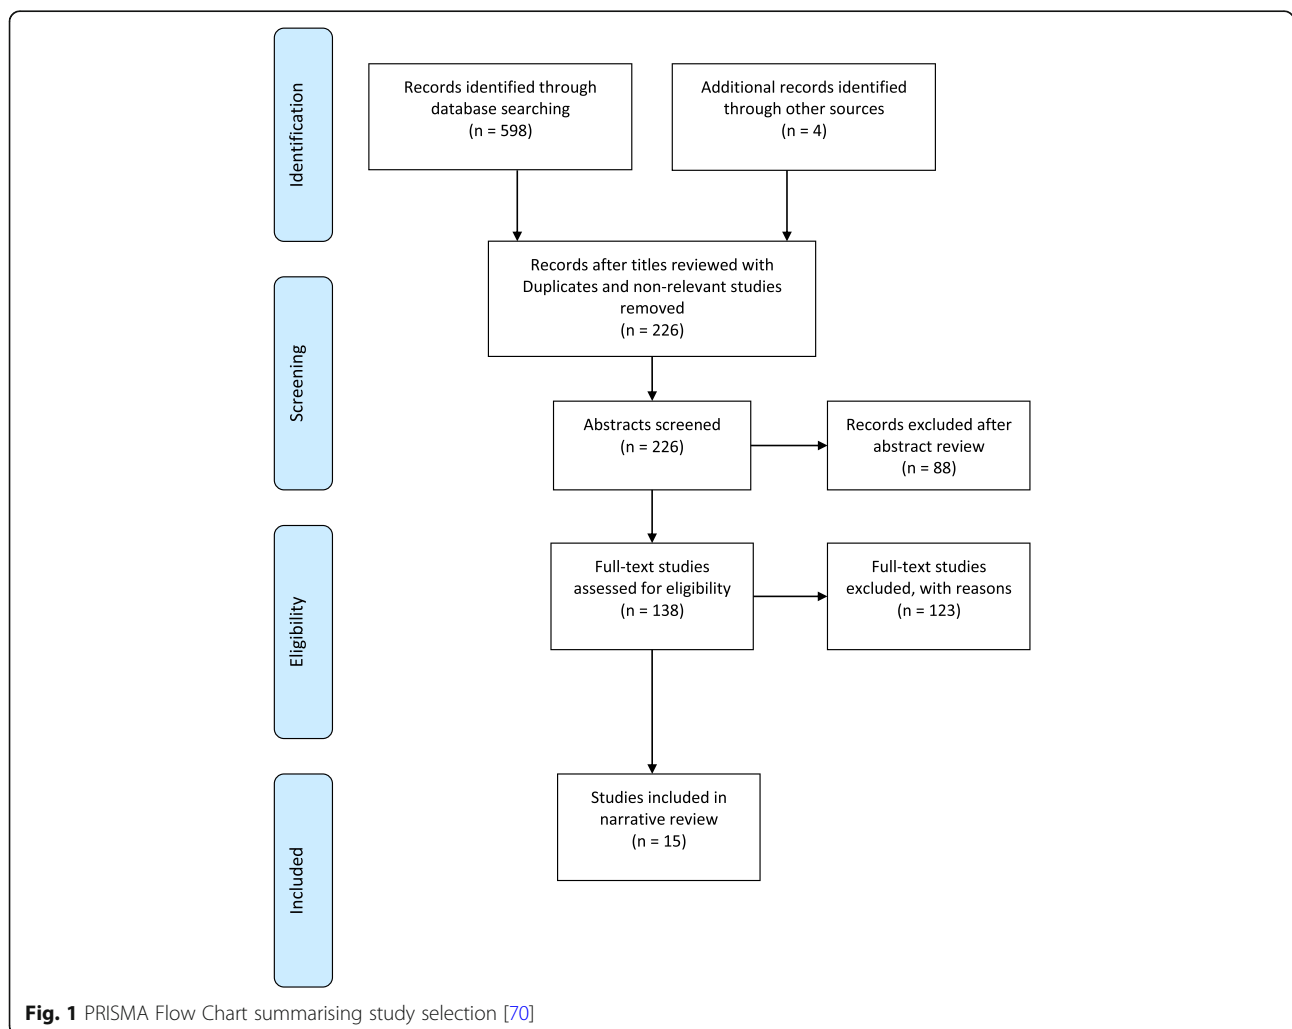 Identification
Records identified through
database searching
(n = 598)
Additional records identified
through other sources
(n = 4)
Records after titles reviewed with
Duplicates and non-relevant studies
removed
(n = 226)
Screening
Abstracts screened
(n = 226)
Records excluded after
abstract review
(n = 88)
Eligibility
Full-text studies
assessed for eligibility
(n = 138)
Full-text studies
excluded, with reasons
(n = 123)
Included
Studies included in
narrative review
(n = 15)
Fig. 1 PRISMA Flow Chart summarising study selection [70]